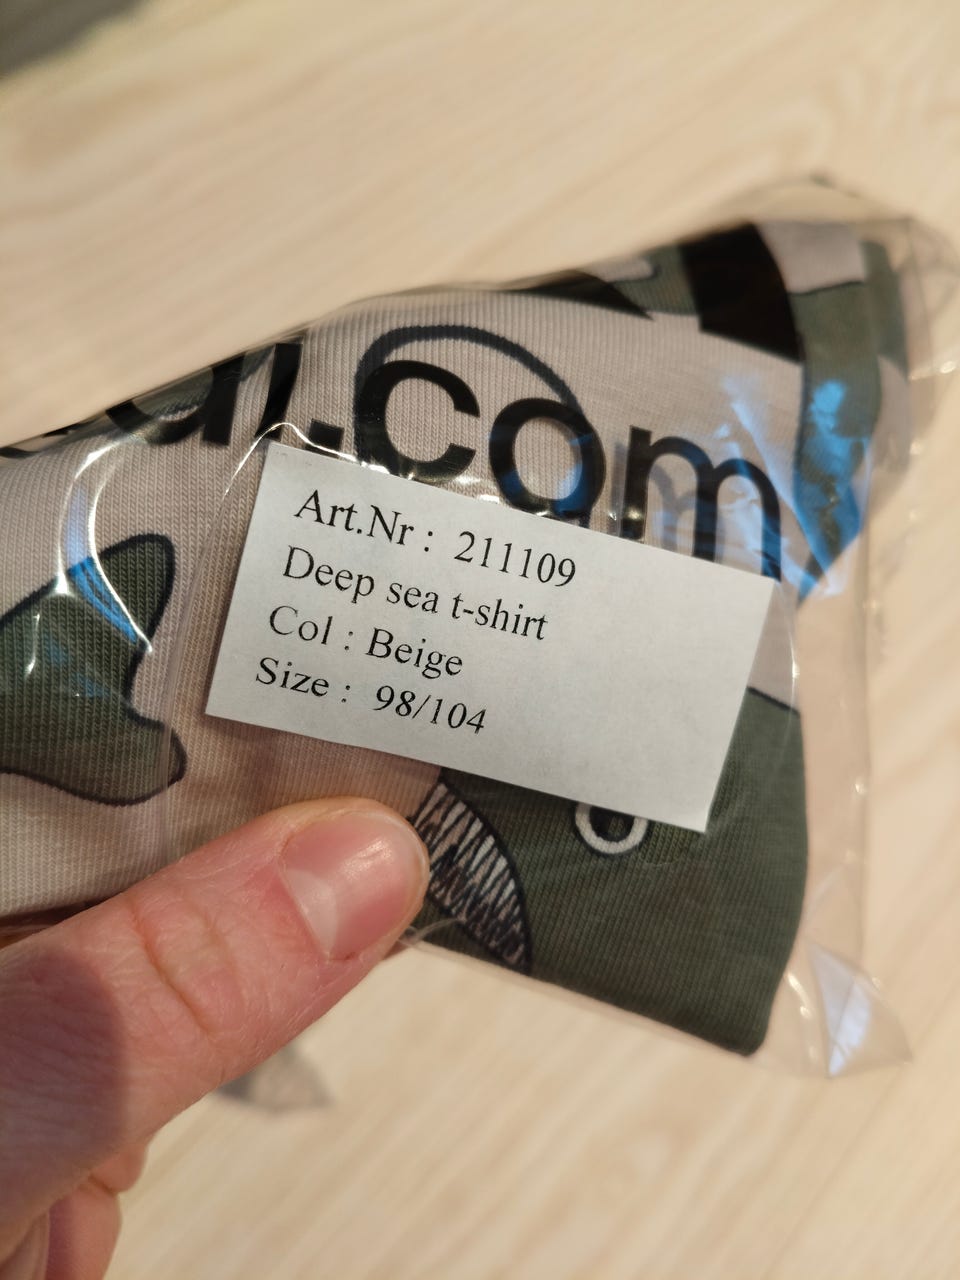 .com
Art.Nr : 211109
Deep sea t-shirt
Col : Beige
Size : 98/104